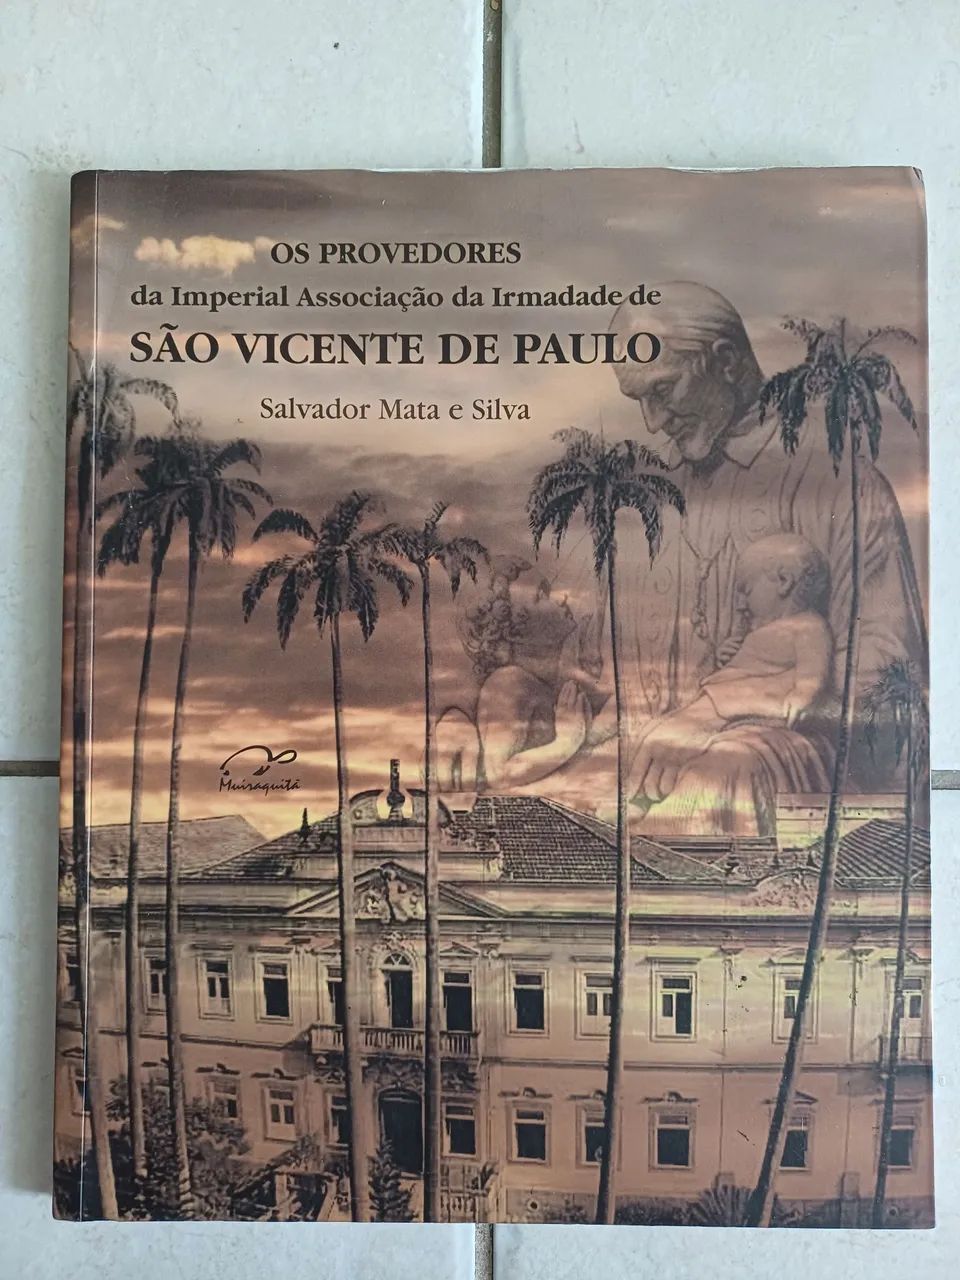 OS PROVEDORES
da Imperial Associação da Irmadade de
SÃO VICENTE DE PAULO
Salvador Mata e Silva
Muiraquitã